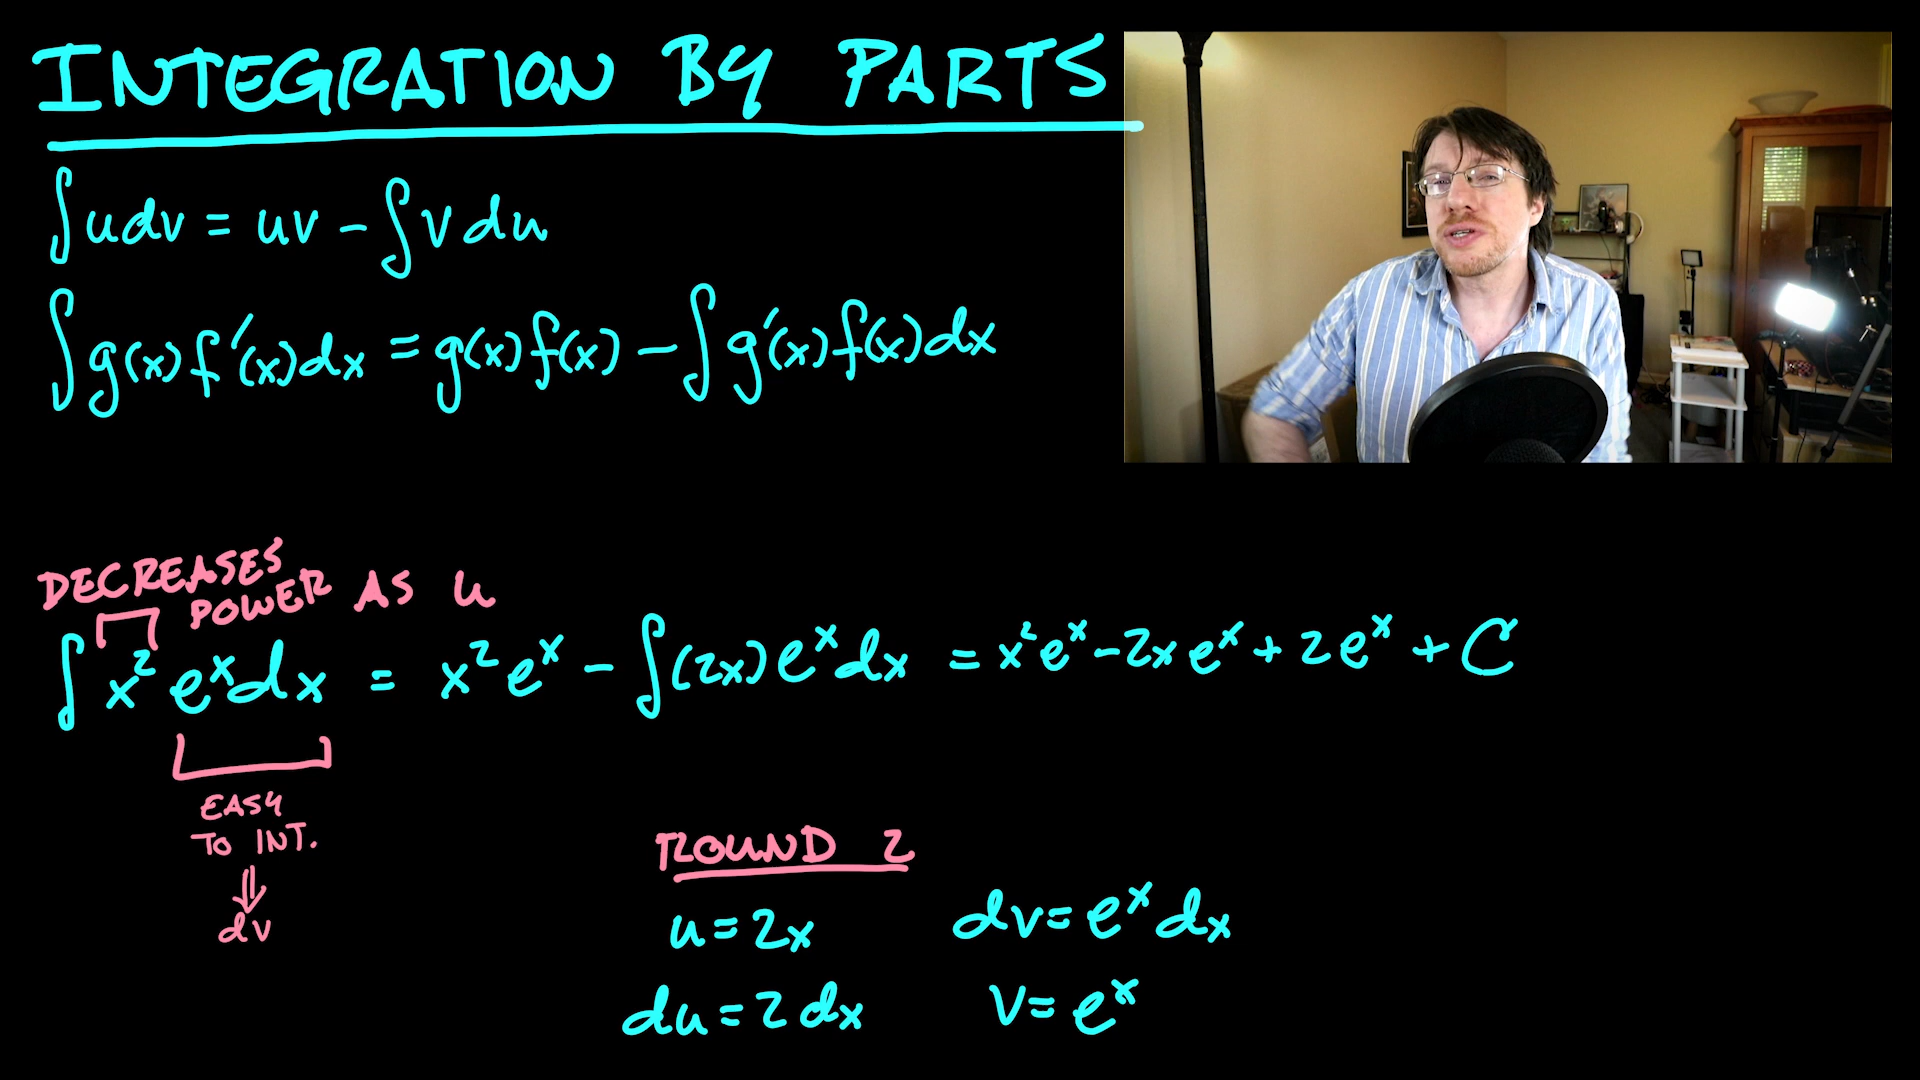 INTEGRATION BY PARTS
∫udv = uv - ∫vdu
∫g(x)f'(x)dx = g(x)f(x) - ∫g'(x)f(x)dx
DECREASES
POWER AS u
∫x²eˣdx = x²eˣ - ∫(2x)eˣdx = x²eˣ - 2xeˣ + 2eˣ + C
EASY
TO INT.
⇓
dv
ROUND 2
u = 2x dv = eˣdx
du = 2dx v = eˣ